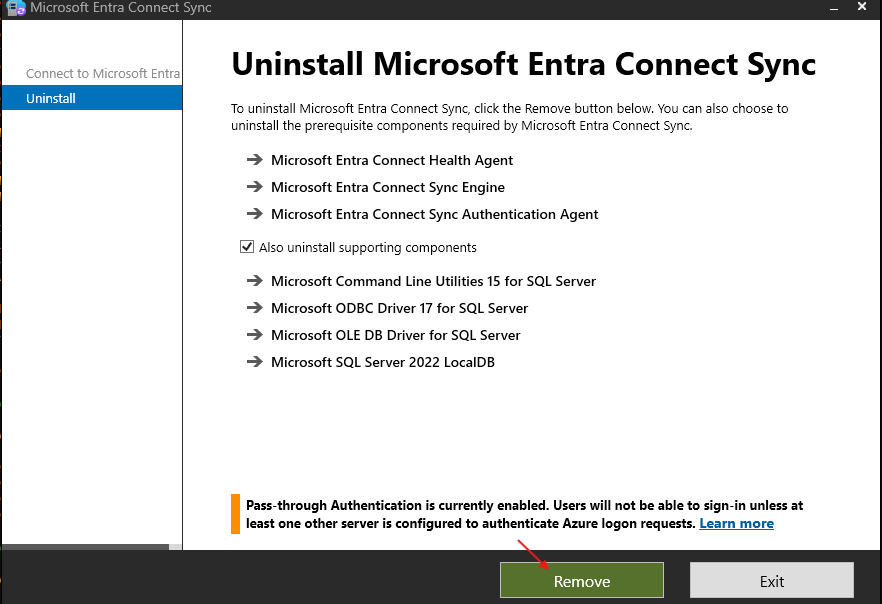 Microsoft Entra Connect Sync
Connect to Microsoft Entra
Uninstall
Uninstall Microsoft Entra Connect Sync
To uninstall Microsoft Entra Connect Sync, click the Remove button below. You can also choose to
uninstall the prerequisite components required by Microsoft Entra Connect Sync.
Microsoft Entra Connect Health Agent
Microsoft Entra Connect Sync Engine
Microsoft Entra Connect Sync Authentication Agent
Also uninstall supporting components
Microsoft Command Line Utilities 15 for SQL Server
Microsoft ODBC Driver 17 for SQL Server
Microsoft OLE DB Driver for SQL Server
Microsoft SQL Server 2022 LocalDB
Pass-through Authentication is currently enabled. Users will not be able to sign-in unless at
least one other server is configured to authenticate Azure logon requests. Learn more
Remove
Exit